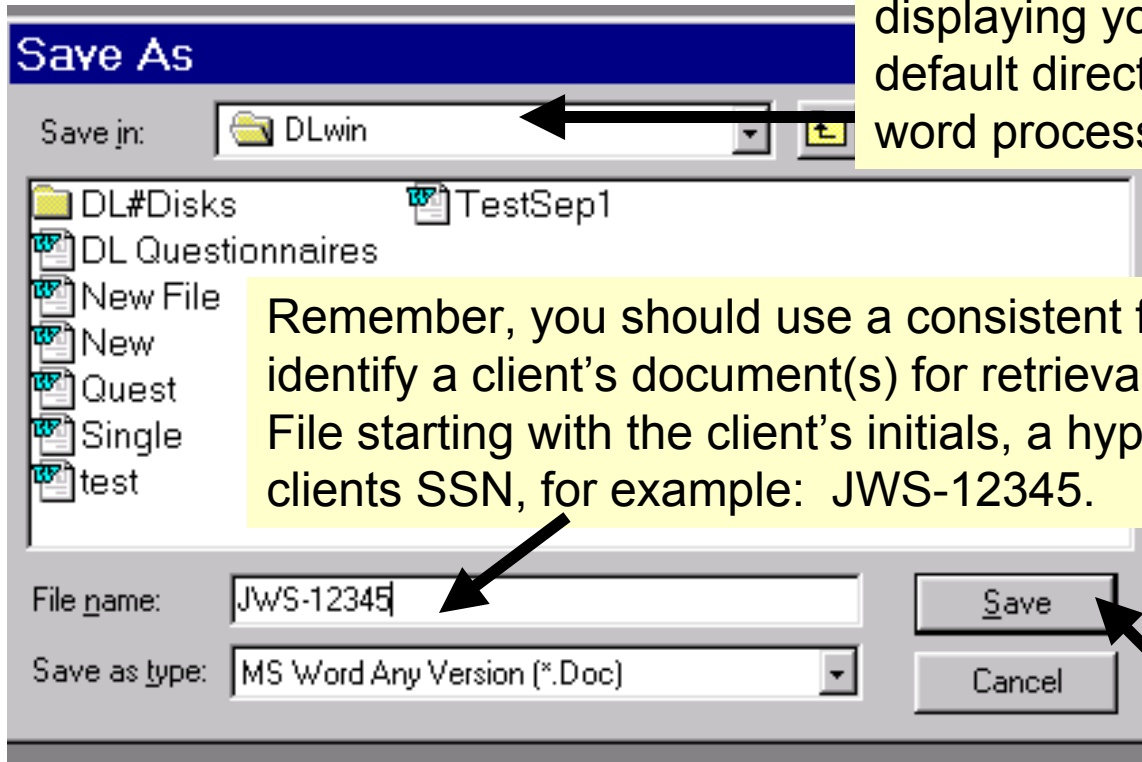 displaying yo
default direct
word process
Save As
Save in: DLwin
DL#Disks TestSep1
DL Questionnaires
New File
New
Quest
Single
test
Remember, you should use a consistent f
identify a client’s document(s) for retrieva
File starting with the client’s initials, a hyp
clients SSN, for example: JWS-12345.
File name: JWS-12345 Save
Save as type: MS Word Any Version (*.Doc) Cancel